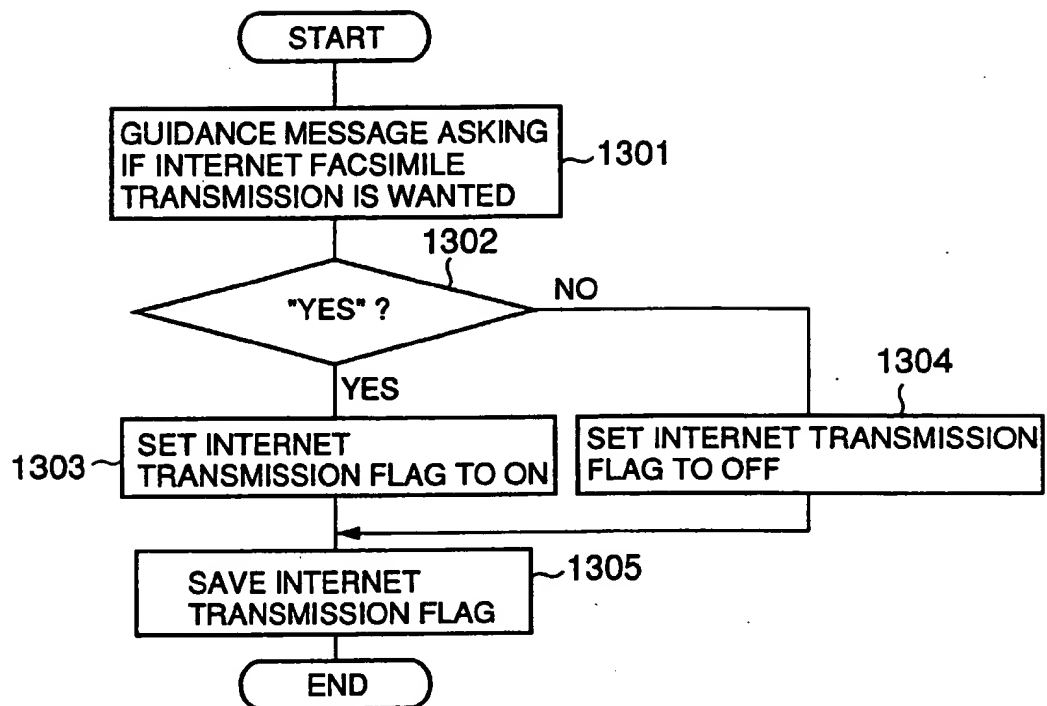 START
GUIDANCE MESSAGE ASKING
IF INTERNET FACSIMILE
TRANSMISSION IS WANTED
1301
1302
"YES" ?
NO
YES
1304
1303
SET INTERNET
TRANSMISSION FLAG TO ON
SET INTERNET TRANSMISSION
FLAG TO OFF
SAVE INTERNET
TRANSMISSION FLAG
1305
END